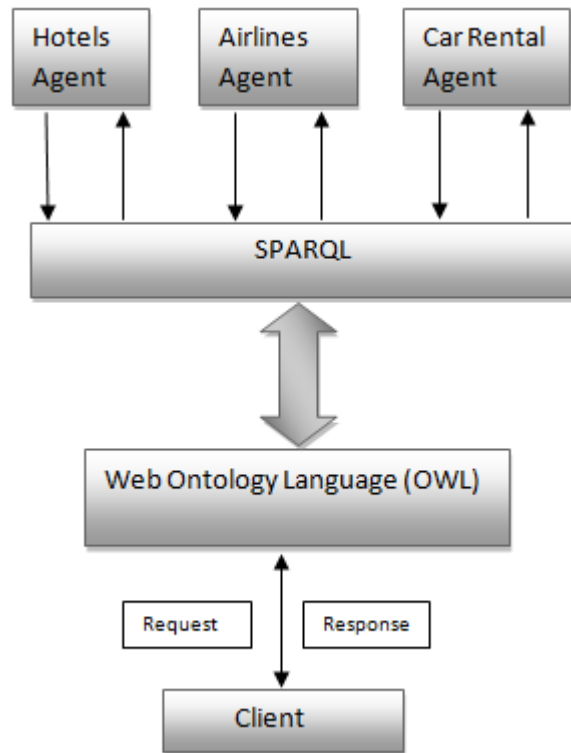 Hotels
Agent
Airlines
Agent
Car Rental
Agent
SPARQL
Web Ontology Language (OWL)
Request
Response
Client